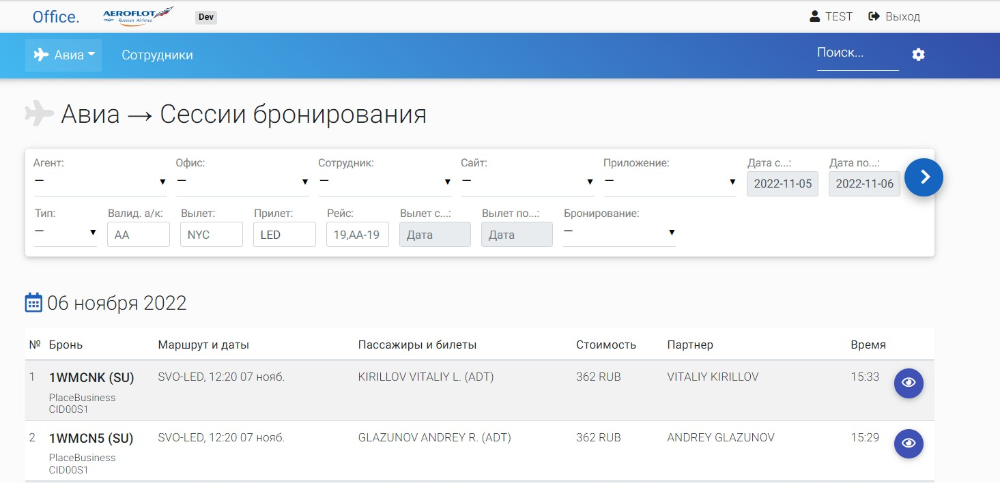 Office. AEROFLOT Russian Airlines Dev TEST Выход
Авиа Сотрудники Поиск...
Авиа → Сессии бронирования
Агент: Офис: Сотрудник: Сайт: Приложение: Дата с...: Дата по...:
— — — — — 2022-11-05 2022-11-06
Тип: Валид. а/к: Вылет: Прилет: Рейс: Вылет с...: Вылет по...: Бронирование:
— AA NYC LED 19,AA-19 Дата Дата —
06 ноября 2022
№ Бронь Маршрут и даты Пассажиры и билеты Стоимость Партнер Время
1 1WMCNK (SU) SVO-LED, 12:20 07 нояб. KIRILLOV VITALIY L. (ADT) 362 RUB VITALIY KIRILLOV 15:33
PlaceBusiness
CID00S1
2 1WMCN5 (SU) SVO-LED, 12:20 07 нояб. GLAZUNOV ANDREY R. (ADT) 362 RUB ANDREY GLAZUNOV 15:29
PlaceBusiness
CID00S1